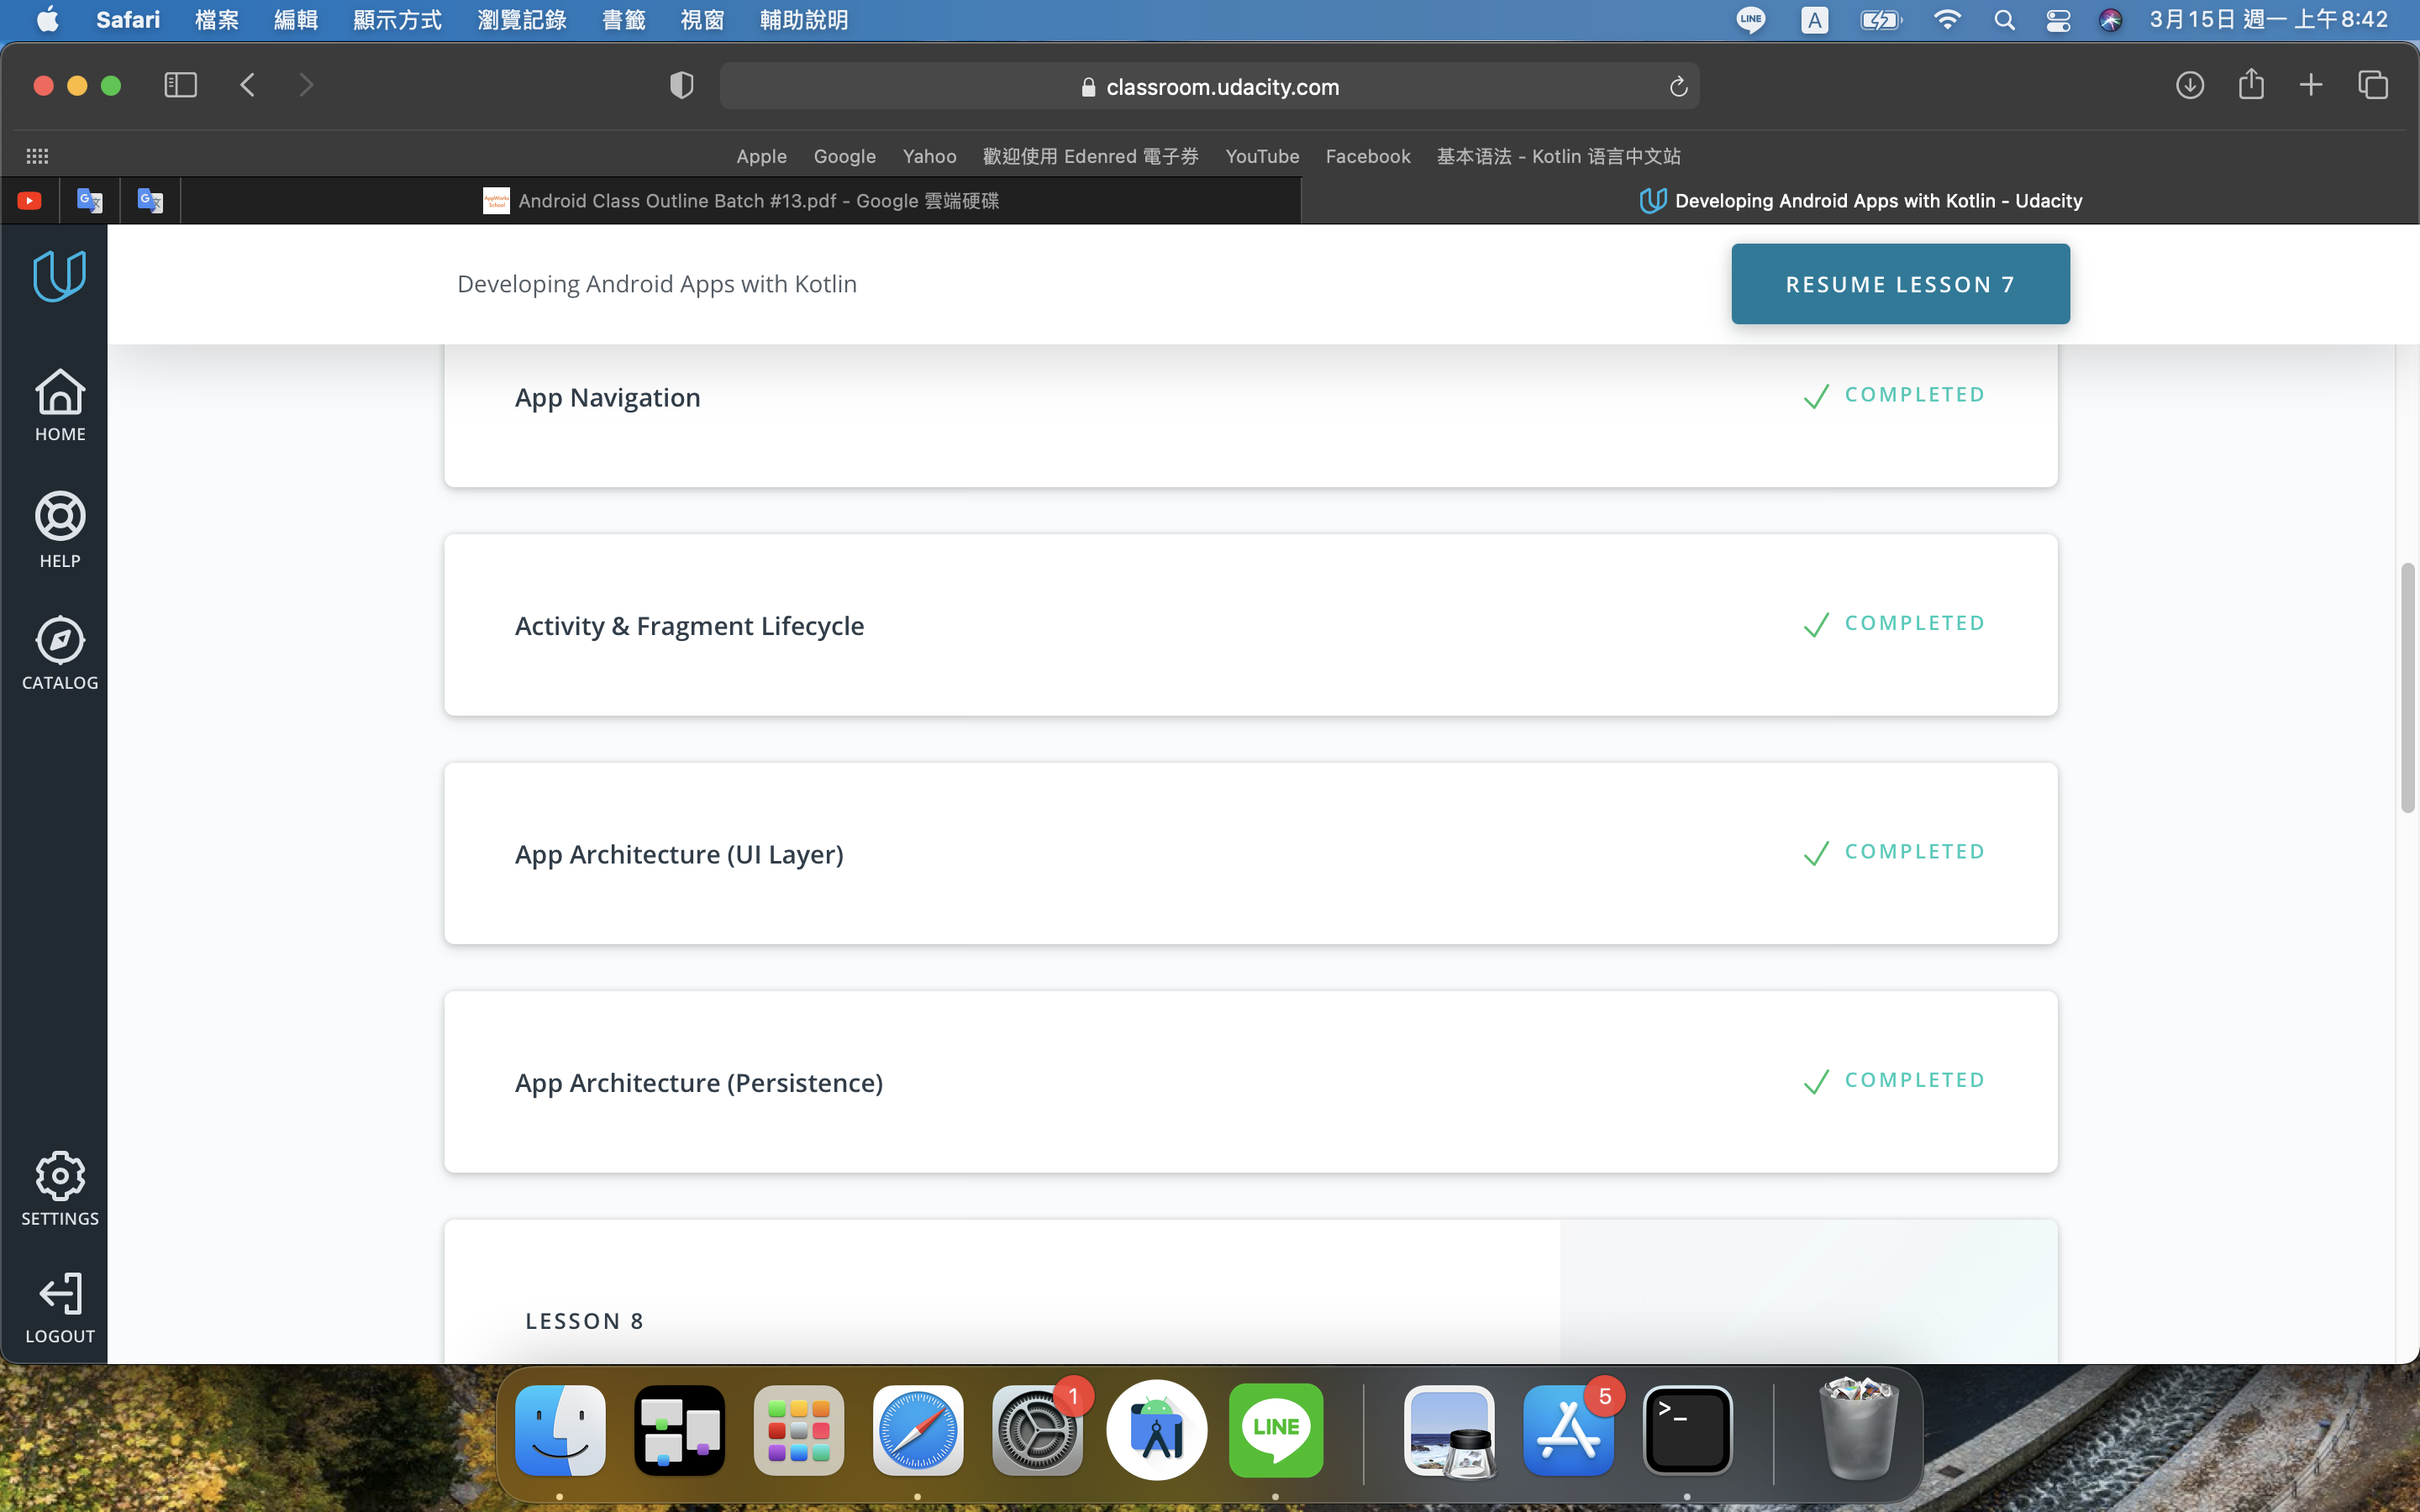 Safari 檔案 編輯 顯示方式 瀏覽記錄 書籤 視窗 輔助說明 LINE A 3月15日 週一 上午8:42
classroom.udacity.com
Apple Google Yahoo 歡迎使用 Edenred 電子券 YouTube Facebook 基本语法 - Kotlin 语言中文站
Android Class Outline Batch #13.pdf - Google 雲端硬碟
Developing Android Apps with Kotlin - Udacity
Developing Android Apps with Kotlin
RESUME LESSON 7
HOME
HELP
CATALOG
SETTINGS
LOGOUT
App Navigation
COMPLETED
Activity & Fragment Lifecycle
COMPLETED
App Architecture (UI Layer)
COMPLETED
App Architecture (Persistence)
COMPLETED
LESSON 8
1
LINE
5
>_